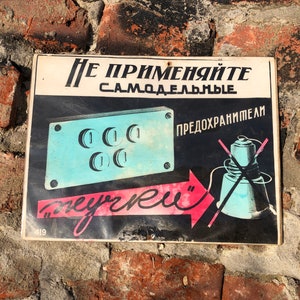 Не применяйте
самодельные
предохранители
„жучки"